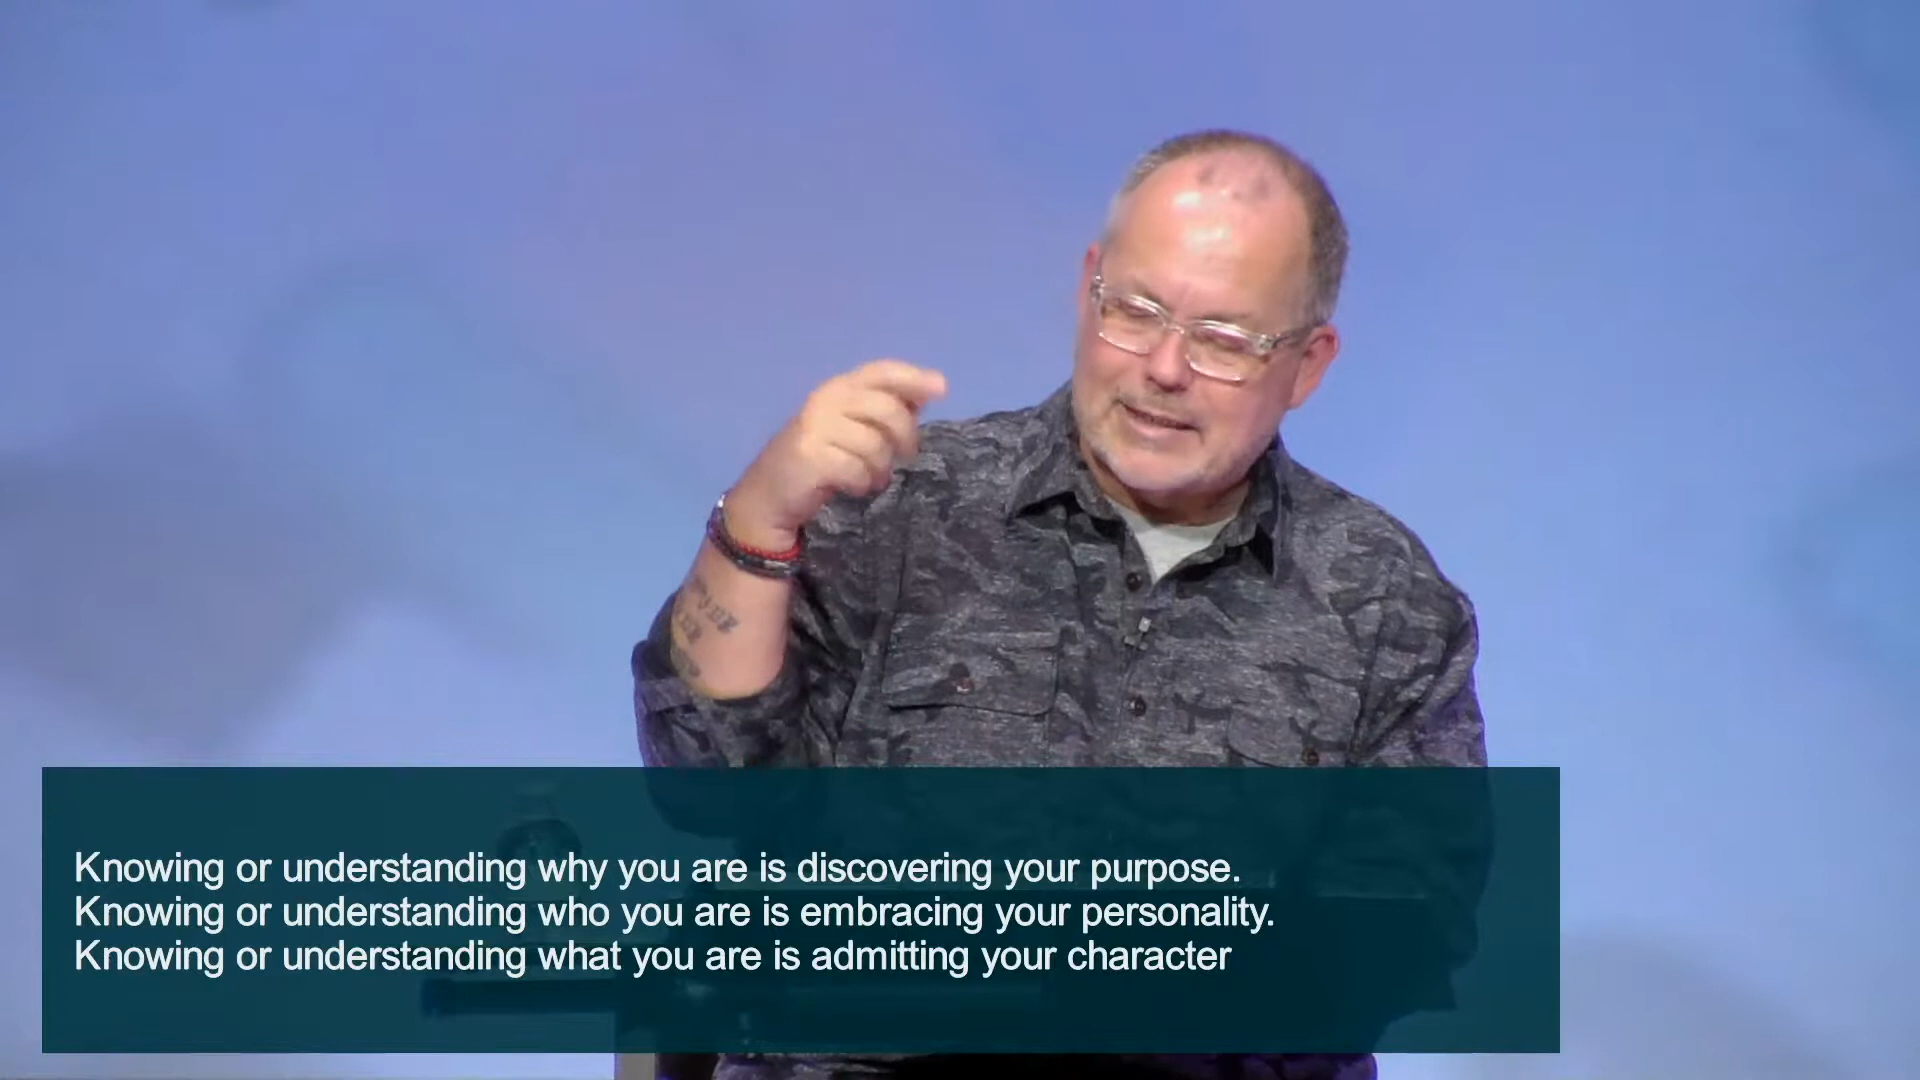 Knowing or understanding why you are is discovering your purpose.
Knowing or understanding who you are is embracing your personality.
Knowing or understanding what you are is admitting your character